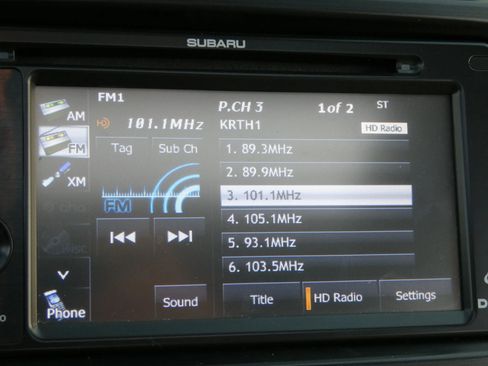 SUBARU
FM1
P.CH 3 1 of 2 ST
101.1MHz KRTH1 HD Radio
AM
FM
XM
Phone
Tag Sub Ch
FM
Sound
1. 89.3MHz
2. 89.9MHz
3. 101.1MHz
4. 105.1MHz
5. 93.1MHz
6. 103.5MHz
Title HD Radio Settings